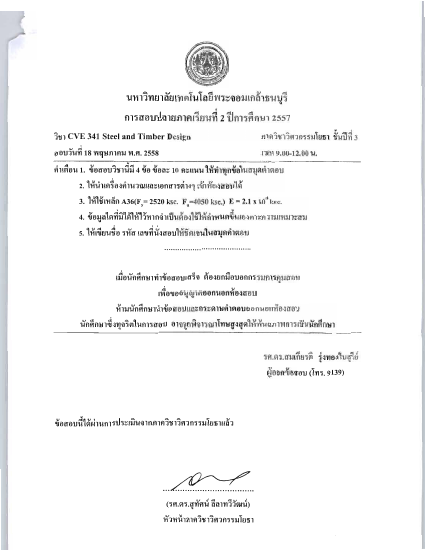 มหาวิทยาลัยเทคโนโลยีพระจอมเกล้าธนบุรี
การสอบปลายภาคเรียนที่ 2 ปีการศึกษา 2557
วิชา CVE 341 Steel and Timber Design ภาควิชาวิศวกรรมโยธา ชั้นปีที่ 3
สอบวันที่ 18 พฤษภาคม พ.ศ. 2558 เวลา 9.00-12.00 น.
คำเตือน 1. ข้อสอบวิชานี้มี 4 ข้อ ข้อละ 10 คะแนน ให้ทำทุกข้อในสมุดคำตอบ
2. ให้นำเครื่องคำนวณและเอกสารต่างๆ เข้าห้องสอบได้
3. ให้ใช้เหล็ก A36(Fy= 2520 ksc. Fu=4050 ksc.) E = 2.1 x 10⁶ ksc.
4. ข้อมูลใดที่มิได้ให้ไว้หากจำเป็นต้องใช้ให้กำหนดขึ้นเองตามความเหมาะสม
5. ให้เขียนชื่อ รหัส เลขที่นั่งสอบให้ชัดเจนในสมุดคำตอบ
เมื่อนักศึกษาทำข้อสอบเสร็จ ต้องยกมือบอกกรรมการคุมสอบ
เพื่อขออนุญาตออกนอกห้องสอบ
ห้ามนักศึกษานำข้อสอบและกระดาษคำตอบออกนอกห้องสอบ
นักศึกษาซึ่งทุจริตในการสอบ อาจถูกพิจารณาโทษสูงสุดให้พ้นสภาพการเป็นนักศึกษา
รศ.ดร.สมเกียรติ รุ่งทองใบสุรีย์
ผู้ออกข้อสอบ (โทร. 9139)
ข้อสอบนี้ได้ผ่านการประเมินจากภาควิชาวิศวกรรมโยธาแล้ว
(รศ.ดร.สุทัศน์ ลีลาทวีวัฒน์)
หัวหน้าภาควิชาวิศวกรรมโยธา